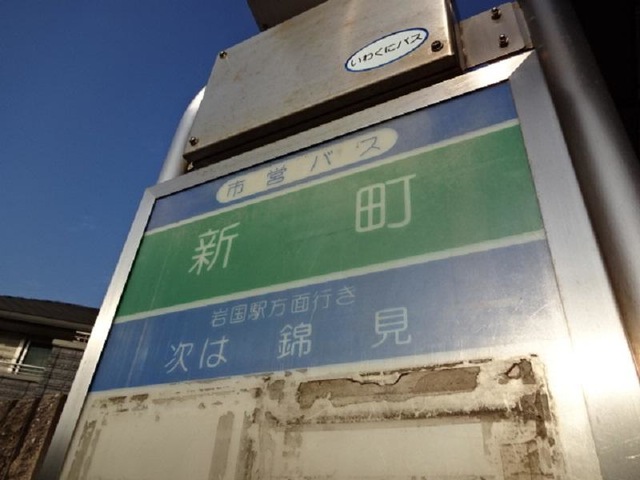 いわくにバス
市営バス
新町
岩国駅方面行き
次は 錦見